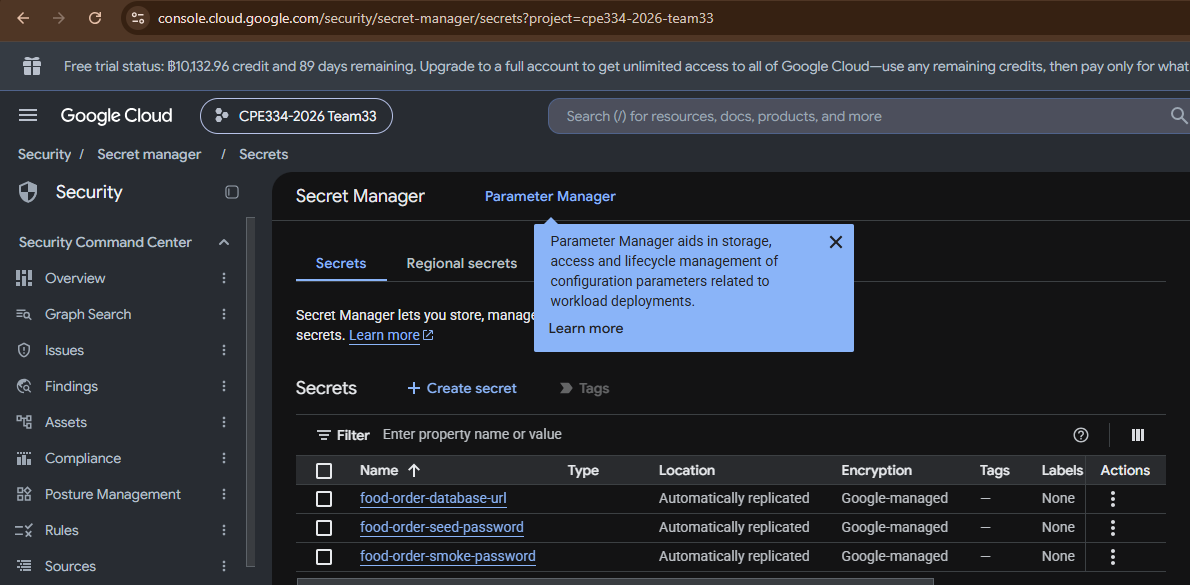 console.cloud.google.com/security/secret-manager/secrets?project=cpe334-2026-team33
Free trial status: ฿10,132.96 credit and 89 days remaining. Upgrade to a full account to get unlimited access to all of Google Cloud—use any remaining credits, then pay only for what
Google Cloud
CPE334-2026 Team33
Search (/) for resources, docs, products, and more
Security / Secret manager / Secrets
Security
Security Command Center
Overview
Graph Search
Issues
Findings
Assets
Compliance
Posture Management
Rules
Sources
Secret Manager
Parameter Manager
Parameter Manager aids in storage,
access and lifecycle management of
configuration parameters related to
workload deployments.
Learn more
Secrets Regional secrets
Secret Manager lets you store, manage
secrets. Learn more
Secrets + Create secret Tags
Filter Enter property name or value
Name Type Location Encryption Tags Labels Actions
food-order-database-url Automatically replicated Google-managed — None
food-order-seed-password Automatically replicated Google-managed — None
food-order-smoke-password Automatically replicated Google-managed — None